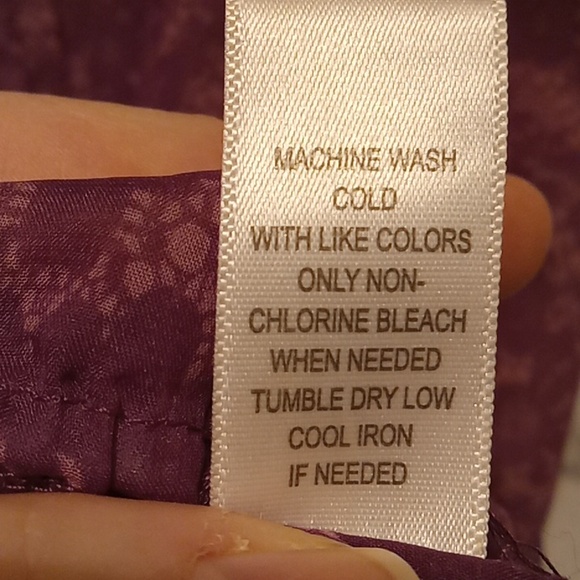 MACHINE WASH
COLD
WITH LIKE COLORS
ONLY NON-
CHLORINE BLEACH
WHEN NEEDED
TUMBLE DRY LOW
COOL IRON
IF NEEDED